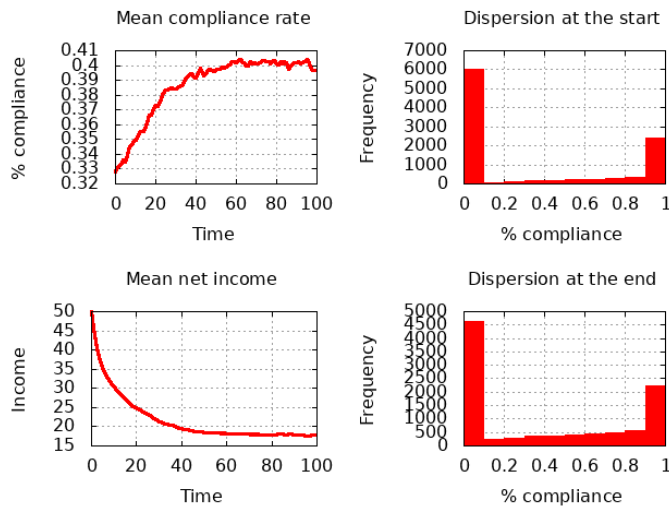 Mean compliance rate
% compliance
0.41
0.4
0.39
0.38
0.37
0.36
0.35
0.34
0.33
0.32
0 20 40 60 80 100
Time
Dispersion at the start
Frequency
7000
6000
5000
4000
3000
2000
1000
0
0 0.2 0.4 0.6 0.8 1
% compliance
Mean net income
Income
50
45
40
35
30
25
20
15
0 20 40 60 80 100
Time
Dispersion at the end
Frequency
5000
4500
4000
3500
3000
2500
2000
1500
1000
500
0
0 0.2 0.4 0.6 0.8 1
% compliance